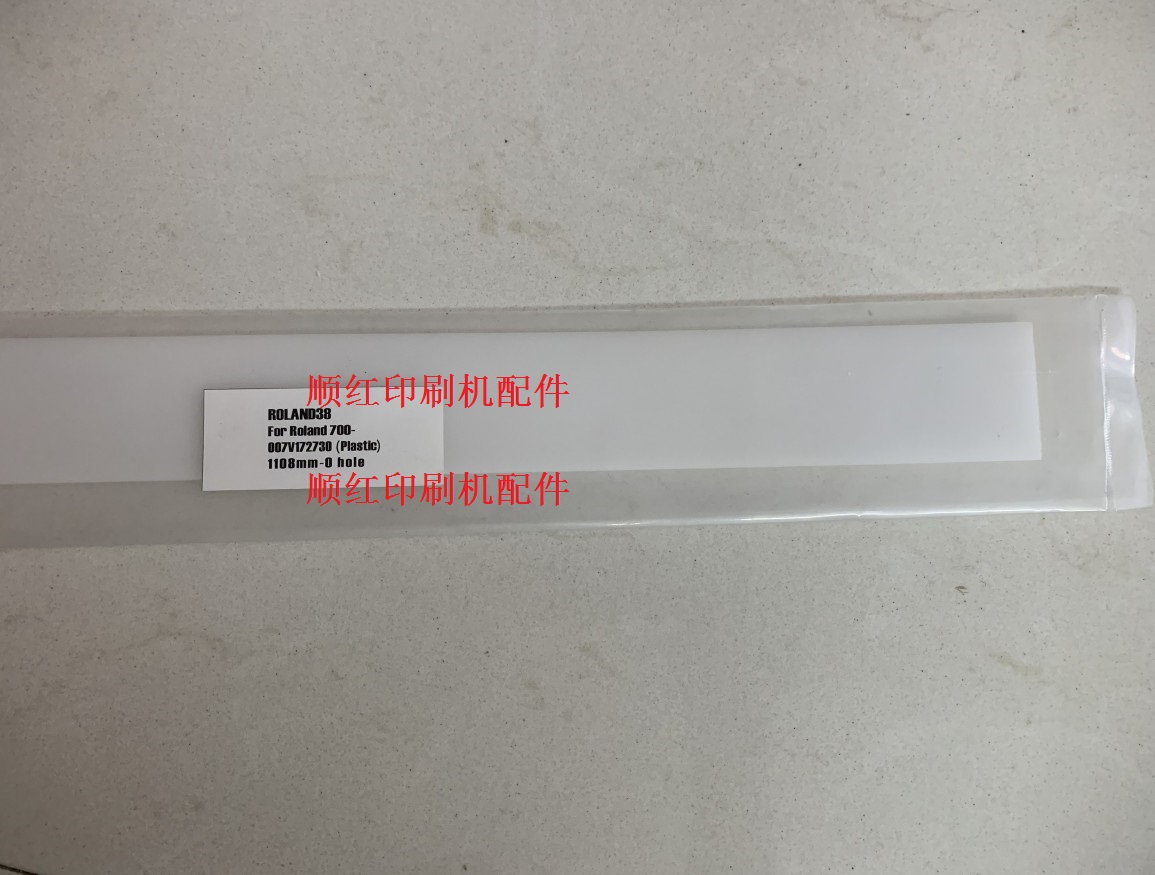 顺红印刷机配件
ROLAND38
For Roland 700-
007V172730 (Plastic)
1108mm-0 hole
顺红印刷机配件